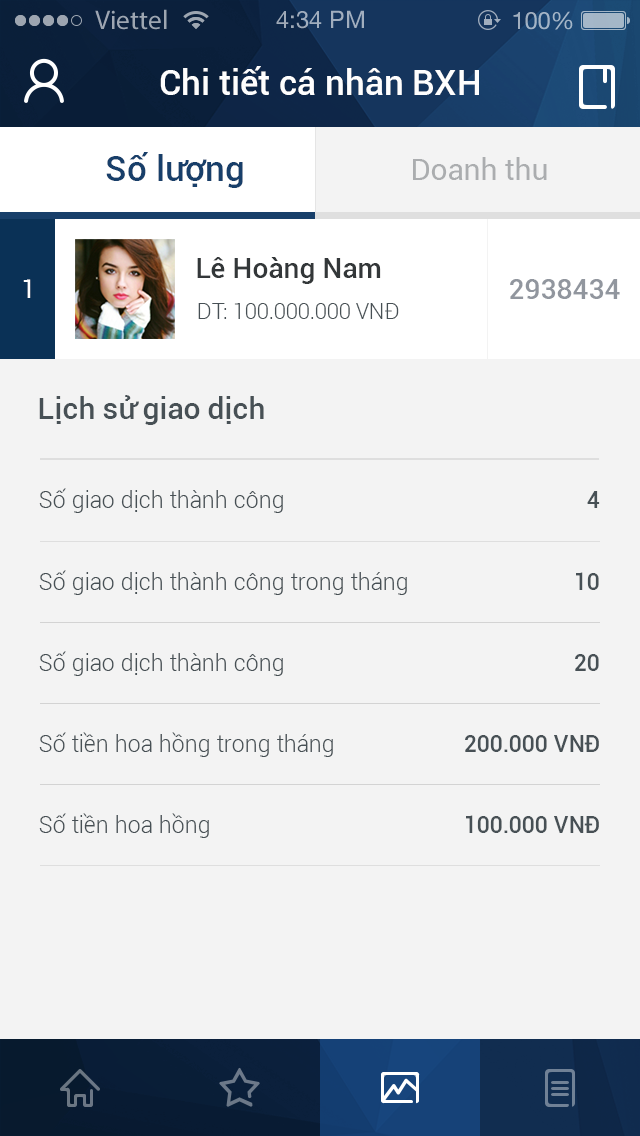 Viettel 4:34 PM 100%
Chi tiết cá nhân BXH
Số lượng Doanh thu
1
Lê Hoàng Nam
DT: 100.000.000 VNĐ
2938434
Lịch sử giao dịch
Số giao dịch thành công 4
Số giao dịch thành công trong tháng 10
Số giao dịch thành công 20
Số tiền hoa hồng trong tháng 200.000 VNĐ
Số tiền hoa hồng 100.000 VNĐ